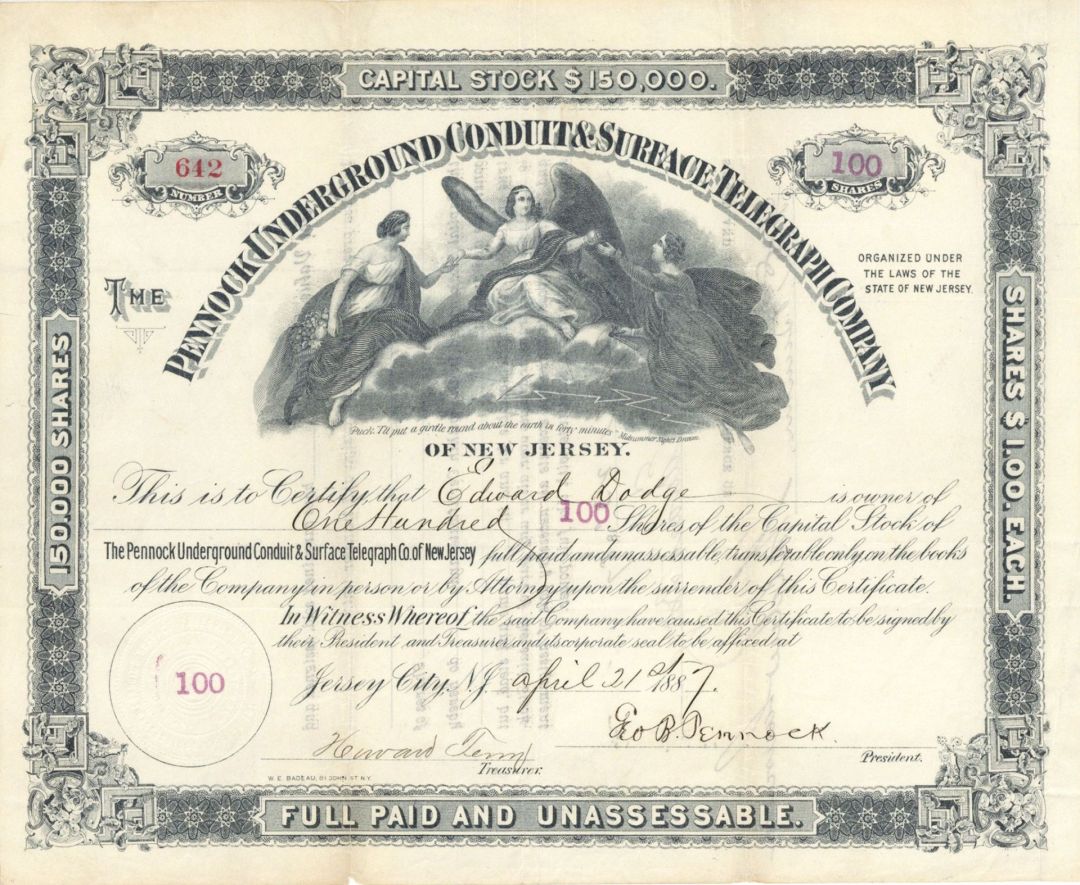 CAPITAL STOCK $150,000.
642
NUMBER
100
SHARES
THE
PENNOCK UNDERGROUND CONDUIT & SURFACE TELEGRAPH COMPANY
ORGANIZED UNDER
THE LAWS OF THE
STATE OF NEW JERSEY.
150.000 SHARES
SHARES $1.00. EACH.
"Puck. I'll put a girdle round about the earth in forty minutes" Midsummer Nights Dream.
OF NEW JERSEY.
This is to Certify, that Edward Dodge is owner of
One Hundred 100 Shares of the Capital Stock of
The Pennock Underground Conduit & Surface Telegraph Co. of New Jersey full paid and unassessable, transferable only on the books
of the Company in person or by Attorney upon the surrender of this Certificate.
In Witness Whereof, the said Company have caused this Certificate to be signed by
their President and Treasurer and its corporate seal to be affixed at
100
Jersey City, N.J. april 21st 1887.
Howard Terry
Treasurer.
Geo B. Pennock.
President.
W. E. BADEAU, 81 JOHN ST. N.Y.
FULL PAID AND UNASSESSABLE.